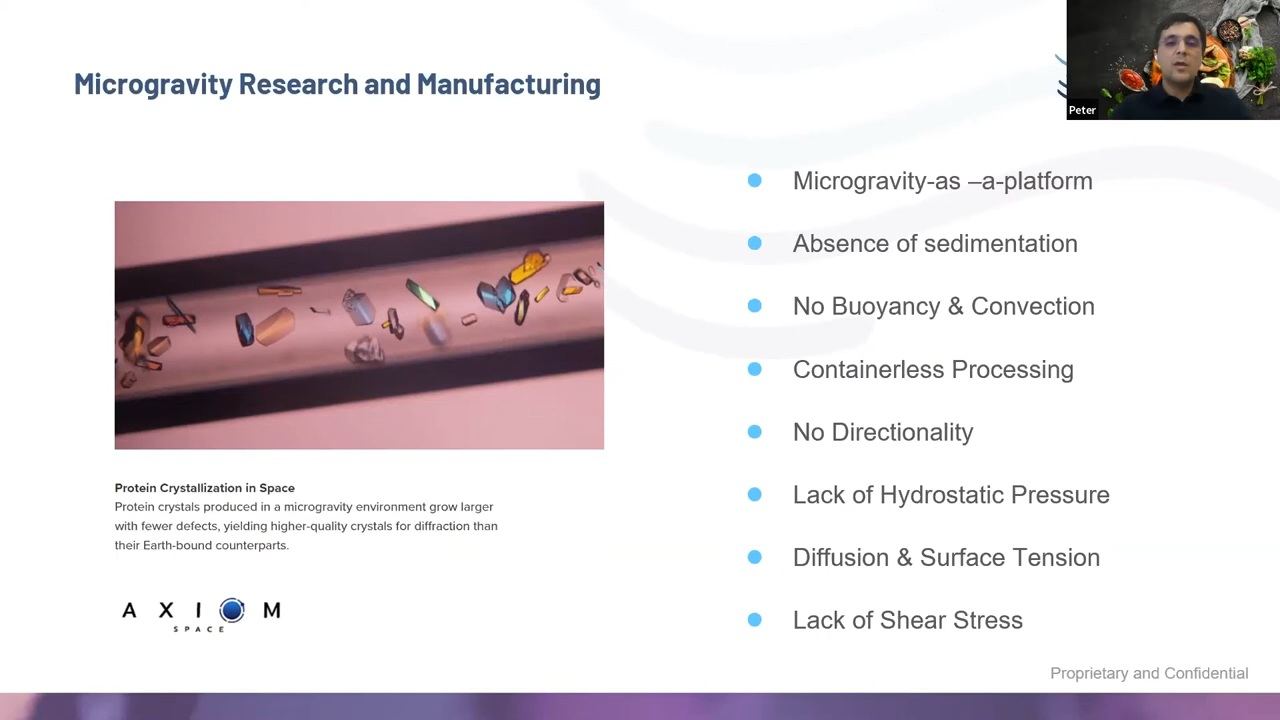 Microgravity Research and Manufacturing
Peter
Microgravity-as –a-platform
Absence of sedimentation
No Buoyancy & Convection
Containerless Processing
No Directionality
Lack of Hydrostatic Pressure
Diffusion & Surface Tension
Lack of Shear Stress
Protein Crystallization in Space
Protein crystals produced in a microgravity environment grow larger
with fewer defects, yielding higher-quality crystals for diffraction than
their Earth-bound counterparts.
AXIOM
SPACE
Proprietary and Confidential